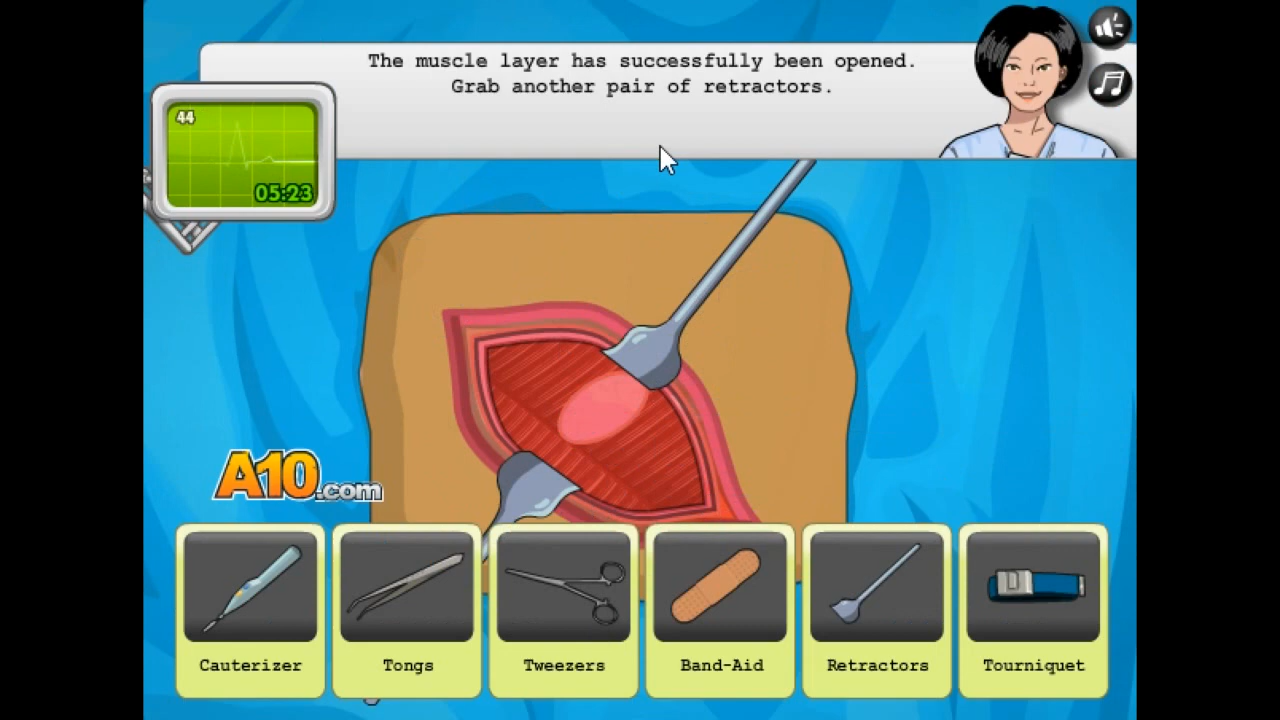 The muscle layer has successfully been opened.
Grab another pair of retractors.
44
05:23
A10.com
Cauterizer
Tongs
Tweezers
Band-Aid
Retractors
Tourniquet